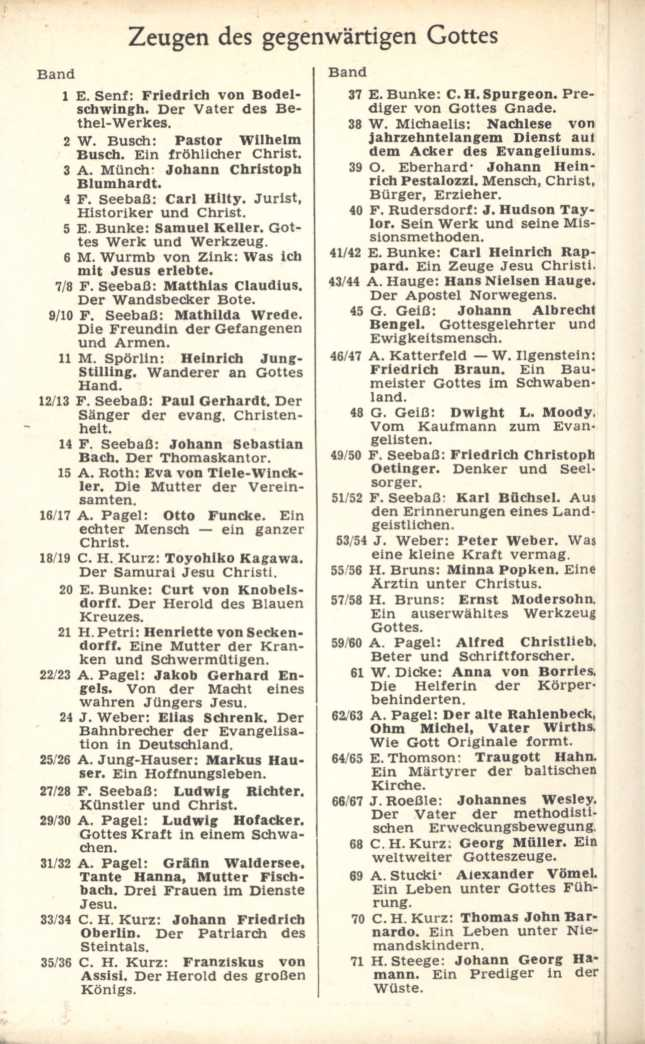 Zeugen des gegenwärtigen Gottes
Band
1 E. Senf: Friedrich von Bodel-
schwingh. Der Vater des Be-
thel-Werkes.
2 W. Busch: Pastor Wilhelm
Busch. Ein fröhlicher Christ.
3 A. Münch· Johann Christoph
Blumhardt.
4 F. Seebaß: Carl Hilty. Jurist,
Historiker und Christ.
5 E. Bunke: Samuel Keller. Got-
tes Werk und Werkzeug.
6 M. Wurmb von Zink: Was ich
mit Jesus erlebte.
7/8 F. Seebaß: Matthias Claudius.
Der Wandsbecker Bote.
9/10 F. Seebaß: Mathilda Wrede.
Die Freundin der Gefangenen
und Armen.
11 M. Spörlin: Heinrich Jung-
Stilling. Wanderer an Gottes
Hand.
12/13 F. Seebaß: Paul Gerhardt. Der
Sänger der evang. Christen-
heit.
14 F. Seebaß: Johann Sebastian
Bach. Der Thomaskantor.
15 A. Roth: Eva von Tiele-Winck-
ler. Die Mutter der Verein-
samten.
16/17 A. Pagel: Otto Funcke. Ein
echter Mensch — ein ganzer
Christ.
18/19 C. H. Kurz: Toyohiko Kagawa.
Der Samurai Jesu Christi.
20 E. Bunke: Curt von Knobels-
dorff. Der Herold des Blauen
Kreuzes.
21 H. Petri: Henriette von Secken-
dorff. Eine Mutter der Kran-
ken und Schwermütigen.
22/23 A. Pagel: Jakob Gerhard En-
gels. Von der Macht eines
wahren Jüngers Jesu.
24 J. Weber: Elias Schrenk. Der
Bahnbrecher der Evangelisa-
tion in Deutschland.
25/26 A. Jung-Hauser: Markus Hau-
ser. Ein Hoffnungsleben.
27/28 F. Seebaß: Ludwig Richter.
Künstler und Christ.
29/30 A. Pagel: Ludwig Hofacker.
Gottes Kraft in einem Schwa-
chen.
31/32 A. Pagel: Gräfin Waldersee,
Tante Hanna, Mutter Fisch-
bach. Drei Frauen im Dienste
Jesu.
33/34 C. H. Kurz: Johann Friedrich
Oberlin. Der Patriarch des
Steintals.
35/36 C. H. Kurz: Franziskus von
Assisi. Der Herold des großen
Königs.
Band
37 E. Bunke: C. H. Spurgeon. Pre-
diger von Gottes Gnade.
38 W. Michaelis: Nachlese von
jahrzehntelangem Dienst auf
dem Acker des Evangeliums.
39 O. Eberhard· Johann Hein-
rich Pestalozzi. Mensch, Christ,
Bürger, Erzieher.
40 F. Rudersdorf: J. Hudson Tay-
lor. Sein Werk und seine Mis-
sionsmethoden.
41/42 E. Bunke: Carl Heinrich Rap-
pard. Ein Zeuge Jesu Christi.
43/44 A. Hauge: Hans Nielsen Hauge.
Der Apostel Norwegens.
45 G. Geiß: Johann Albrecht
Bengel. Gottesgelehrter und
Ewigkeitsmensch.
46/47 A. Katterfeld — W. Ilgenstein:
Friedrich Braun. Ein Bau-
meister Gottes im Schwaben-
land.
48 G. Geiß: Dwight L. Moody.
Vom Kaufmann zum Evan-
gelisten.
49/50 F. Seebaß: Friedrich Christoph
Oetinger. Denker und Seel-
sorger.
51/52 F. Seebaß: Karl Büchsel. Aus
den Erinnerungen eines Land-
geistlichen.
53/54 J. Weber: Peter Weber. Was
eine kleine Kraft vermag.
55/56 H. Bruns: Minna Popken. Eine
Ärztin unter Christus.
57/58 H. Bruns: Ernst Modersohn.
Ein auserwähltes Werkzeug
Gottes.
59/60 A. Pagel: Alfred Christlieb.
Beter und Schriftforscher.
61 W. Dicke: Anna von Borries.
Die Helferin der Körper-
behinderten.
62/63 A. Pagel: Der alte Rahlenbeck,
Ohm Michel, Vater Wirths.
Wie Gott Originale formt.
64/65 E. Thomson: Traugott Hahn.
Ein Märtyrer der baltischen
Kirche.
66/67 J. Roeßle: Johannes Wesley.
Der Vater der methodisti-
schen Erweckungsbewegung.
68 C. H. Kurz: Georg Müller. Ein
weltweiter Gotteszeuge.
69 A. Stucki· Alexander Vömel.
Ein Leben unter Gottes Füh-
rung.
70 C. H. Kurz: Thomas John Bar-
nardo. Ein Leben unter Nie-
mandskindern.
71 H. Steege: Johann Georg Ha-
mann. Ein Prediger in der
Wüste.